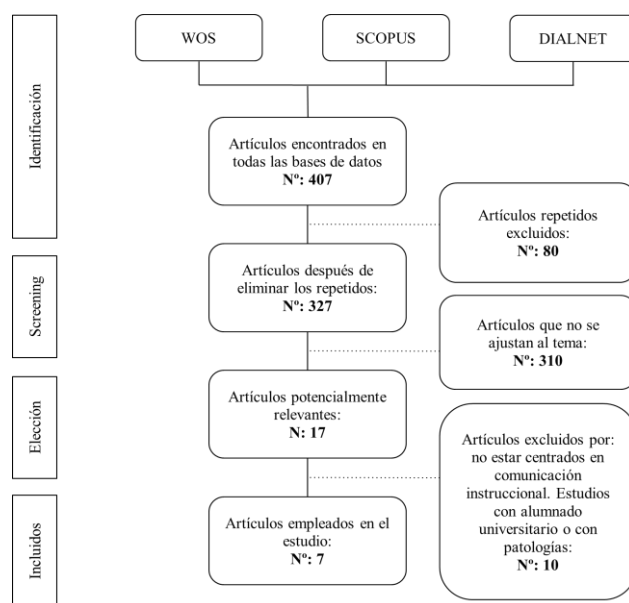 WOS
SCOPUS
DIALNET
Identificación
Artículos encontrados en
todas las bases de datos
Nº: 407
Artículos repetidos
excluidos:
Nº: 80
Screening
Artículos después de
eliminar los repetidos:
Nº: 327
Artículos que no se
ajustan al tema:
Nº: 310
Elección
Artículos potencialmente
relevantes:
N: 17
Artículos excluidos por:
no estar centrados en
comunicación
instruccional. Estudios
con alumnado
universitario o con
patologías:
Nº: 10
Incluidos
Artículos empleados en el
estudio:
Nº: 7